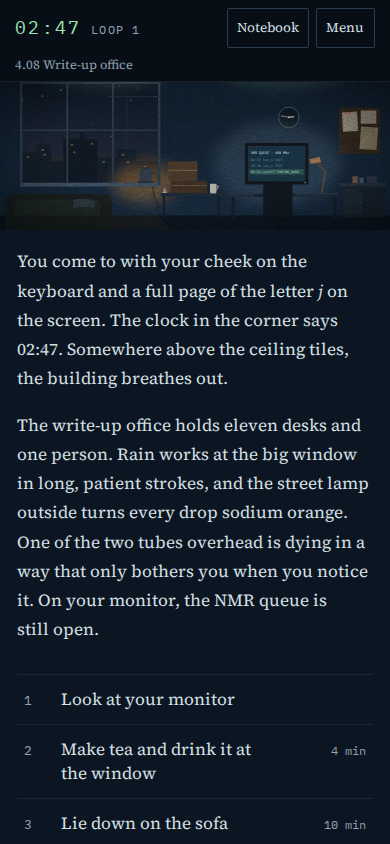 02:47 LOOP 1
Notebook
Menu
4.08 Write-up office
You come to with your cheek on the
keyboard and a full page of the letter j on
the screen. The clock in the corner says
02:47. Somewhere above the ceiling tiles,
the building breathes out.
The write-up office holds eleven desks and
one person. Rain works at the big window
in long, patient strokes, and the street lamp
outside turns every drop sodium orange.
One of the two tubes overhead is dying in a
way that only bothers you when you notice
it. On your monitor, the NMR queue is
still open.
1 Look at your monitor
2 Make tea and drink it at
the window
4 min
3 Lie down on the sofa 10 min